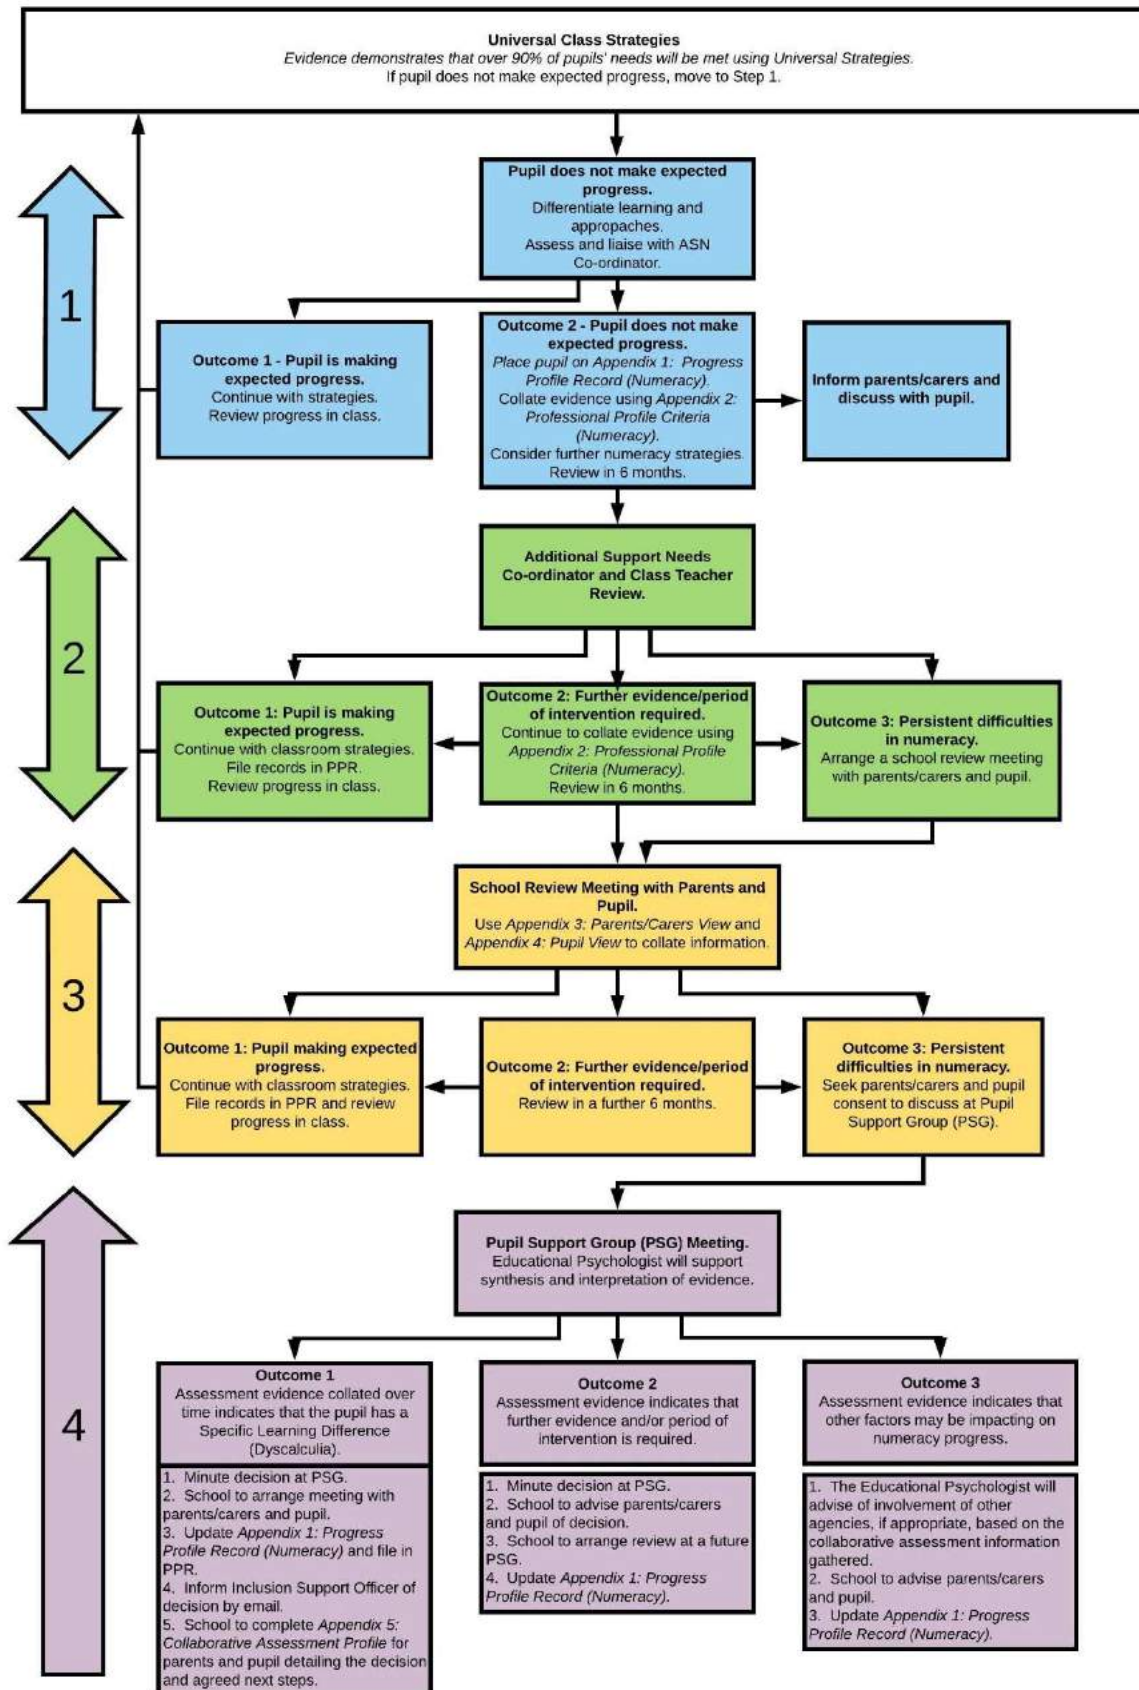 Universal Class Strategies
Evidence demonstrates that over 90% of pupils' needs will be met using Universal Strategies.
If pupil does not make expected progress, move to Step 1.
1
Pupil does not make expected
progress.
Differentiate learning and
appropaches.
Assess and liaise with ASN
Co-ordinator.
Outcome 1 - Pupil is making
expected progress.
Continue with strategies.
Review progress in class.
Outcome 2 - Pupil does not make
expected progress.
Place pupil on Appendix 1: Progress
Profile Record (Numeracy).
Collate evidence using Appendix 2:
Professional Profile Criteria
(Numeracy).
Consider further numeracy strategies.
Review in 6 months.
Inform parents/carers and
discuss with pupil.
2
Additional Support Needs
Co-ordinator and Class Teacher
Review.
Outcome 1: Pupil is making
expected progress.
Continue with classroom strategies.
File records in PPR.
Review progress in class.
Outcome 2: Further evidence/period
of intervention required.
Continue to collate evidence using
Appendix 2: Professional Profile
Criteria (Numeracy).
Review in 6 months.
Outcome 3: Persistent difficulties
in numeracy.
Arrange a school review meeting
with parents/carers and pupil.
3
School Review Meeting with Parents and
Pupil.
Use Appendix 3: Parents/Carers View and
Appendix 4: Pupil View to collate information.
Outcome 1: Pupil making expected
progress.
Continue with classroom strategies.
File records in PPR and review
progress in class.
Outcome 2: Further evidence/period
of intervention required.
Review in a further 6 months.
Outcome 3: Persistent
difficulties in numeracy.
Seek parents/carers and pupil
consent to discuss at Pupil
Support Group (PSG).
4
Pupil Support Group (PSG) Meeting.
Educational Psychologist will support
synthesis and interpretation of evidence.
Outcome 1
Assessment evidence collated over
time indicates that the pupil has a
Specific Learning Difference
(Dyscalculia).
1. Minute decision at PSG.
2. School to arrange meeting with
parents/carers and pupil.
3. Update Appendix 1: Progress
Profile Record (Numeracy) and file in
PPR.
4. Inform Inclusion Support Officer of
decision by email.
5. School to complete Appendix 5:
Collaborative Assessment Profile for
parents and pupil detailing the decision
and agreed next steps.
Outcome 2
Assessment evidence indicates that
further evidence and/or period of
intervention is required.
1. Minute decision at PSG.
2. School to advise parents/carers
and pupil of decision.
3. School to arrange review at a future
PSG.
4. Update Appendix 1: Progress
Profile Record (Numeracy).
Outcome 3
Assessment evidence indicates that
other factors may be impacting on
numeracy progress.
1. The Educational Psychologist will
advise of involvement of other
agencies, if appropriate, based on the
collaborative assessment information
gathered.
2. School to advise parents/carers
and pupil.
3. Update Appendix 1: Progress
Profile Record (Numeracy).